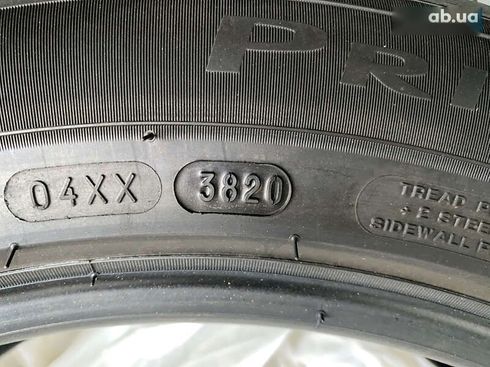 ab.ua
PRI
04XX 3820
TREAD P
+ 2 STEE
SIDEWALL P